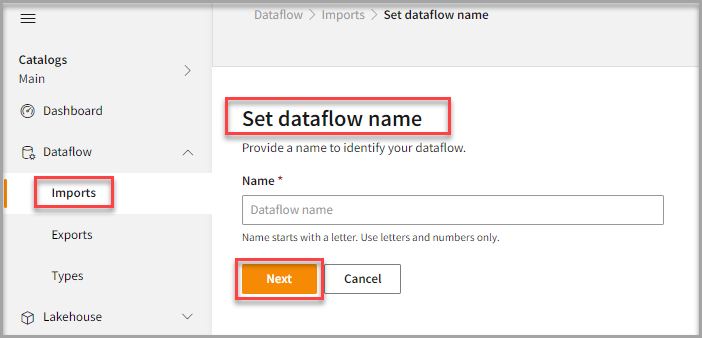 Dataflow > Imports > Set dataflow name
Catalogs
Main
Dashboard
Dataflow
Imports
Exports
Types
Lakehouse
Set dataflow name
Provide a name to identify your dataflow.
Name *
Dataflow name
Name starts with a letter. Use letters and numbers only.
Next Cancel